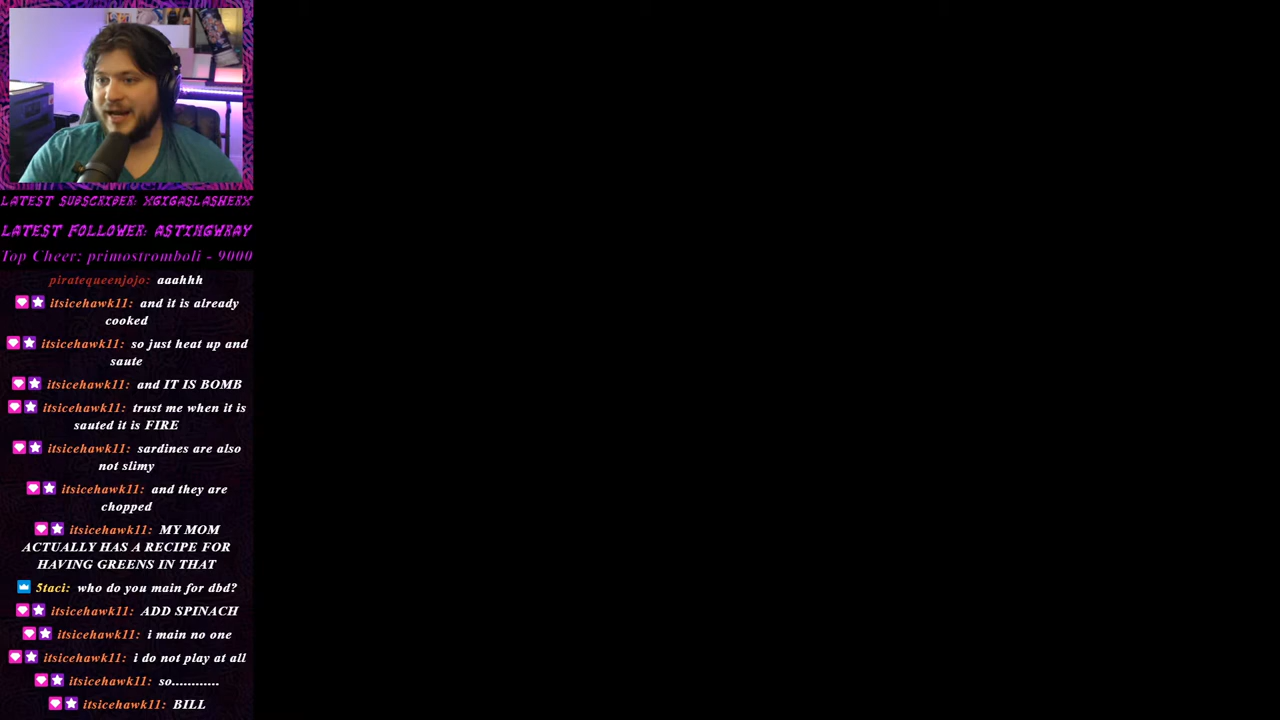 LATEST SUBSCRIBER: XGIGASLASHERX
LATEST FOLLOWER: ASTINGWRAY
Top Cheer: primostromboli - 9000
piratequeenjojo: aaahhh
itsicehawk11: and it is already
cooked
itsicehawk11: so just heat up and
saute
itsicehawk11: and IT IS BOMB
itsicehawk11: trust me when it is
sauted it is FIRE
itsicehawk11: sardines are also
not slimy
itsicehawk11: and they are
chopped
itsicehawk11: MY MOM
ACTUALLY HAS A RECIPE FOR
HAVING GREENS IN THAT
5taci: who do you main for dbd?
itsicehawk11: ADD SPINACH
itsicehawk11: i main no one
itsicehawk11: i do not play at all
itsicehawk11: so............
itsicehawk11: BILL